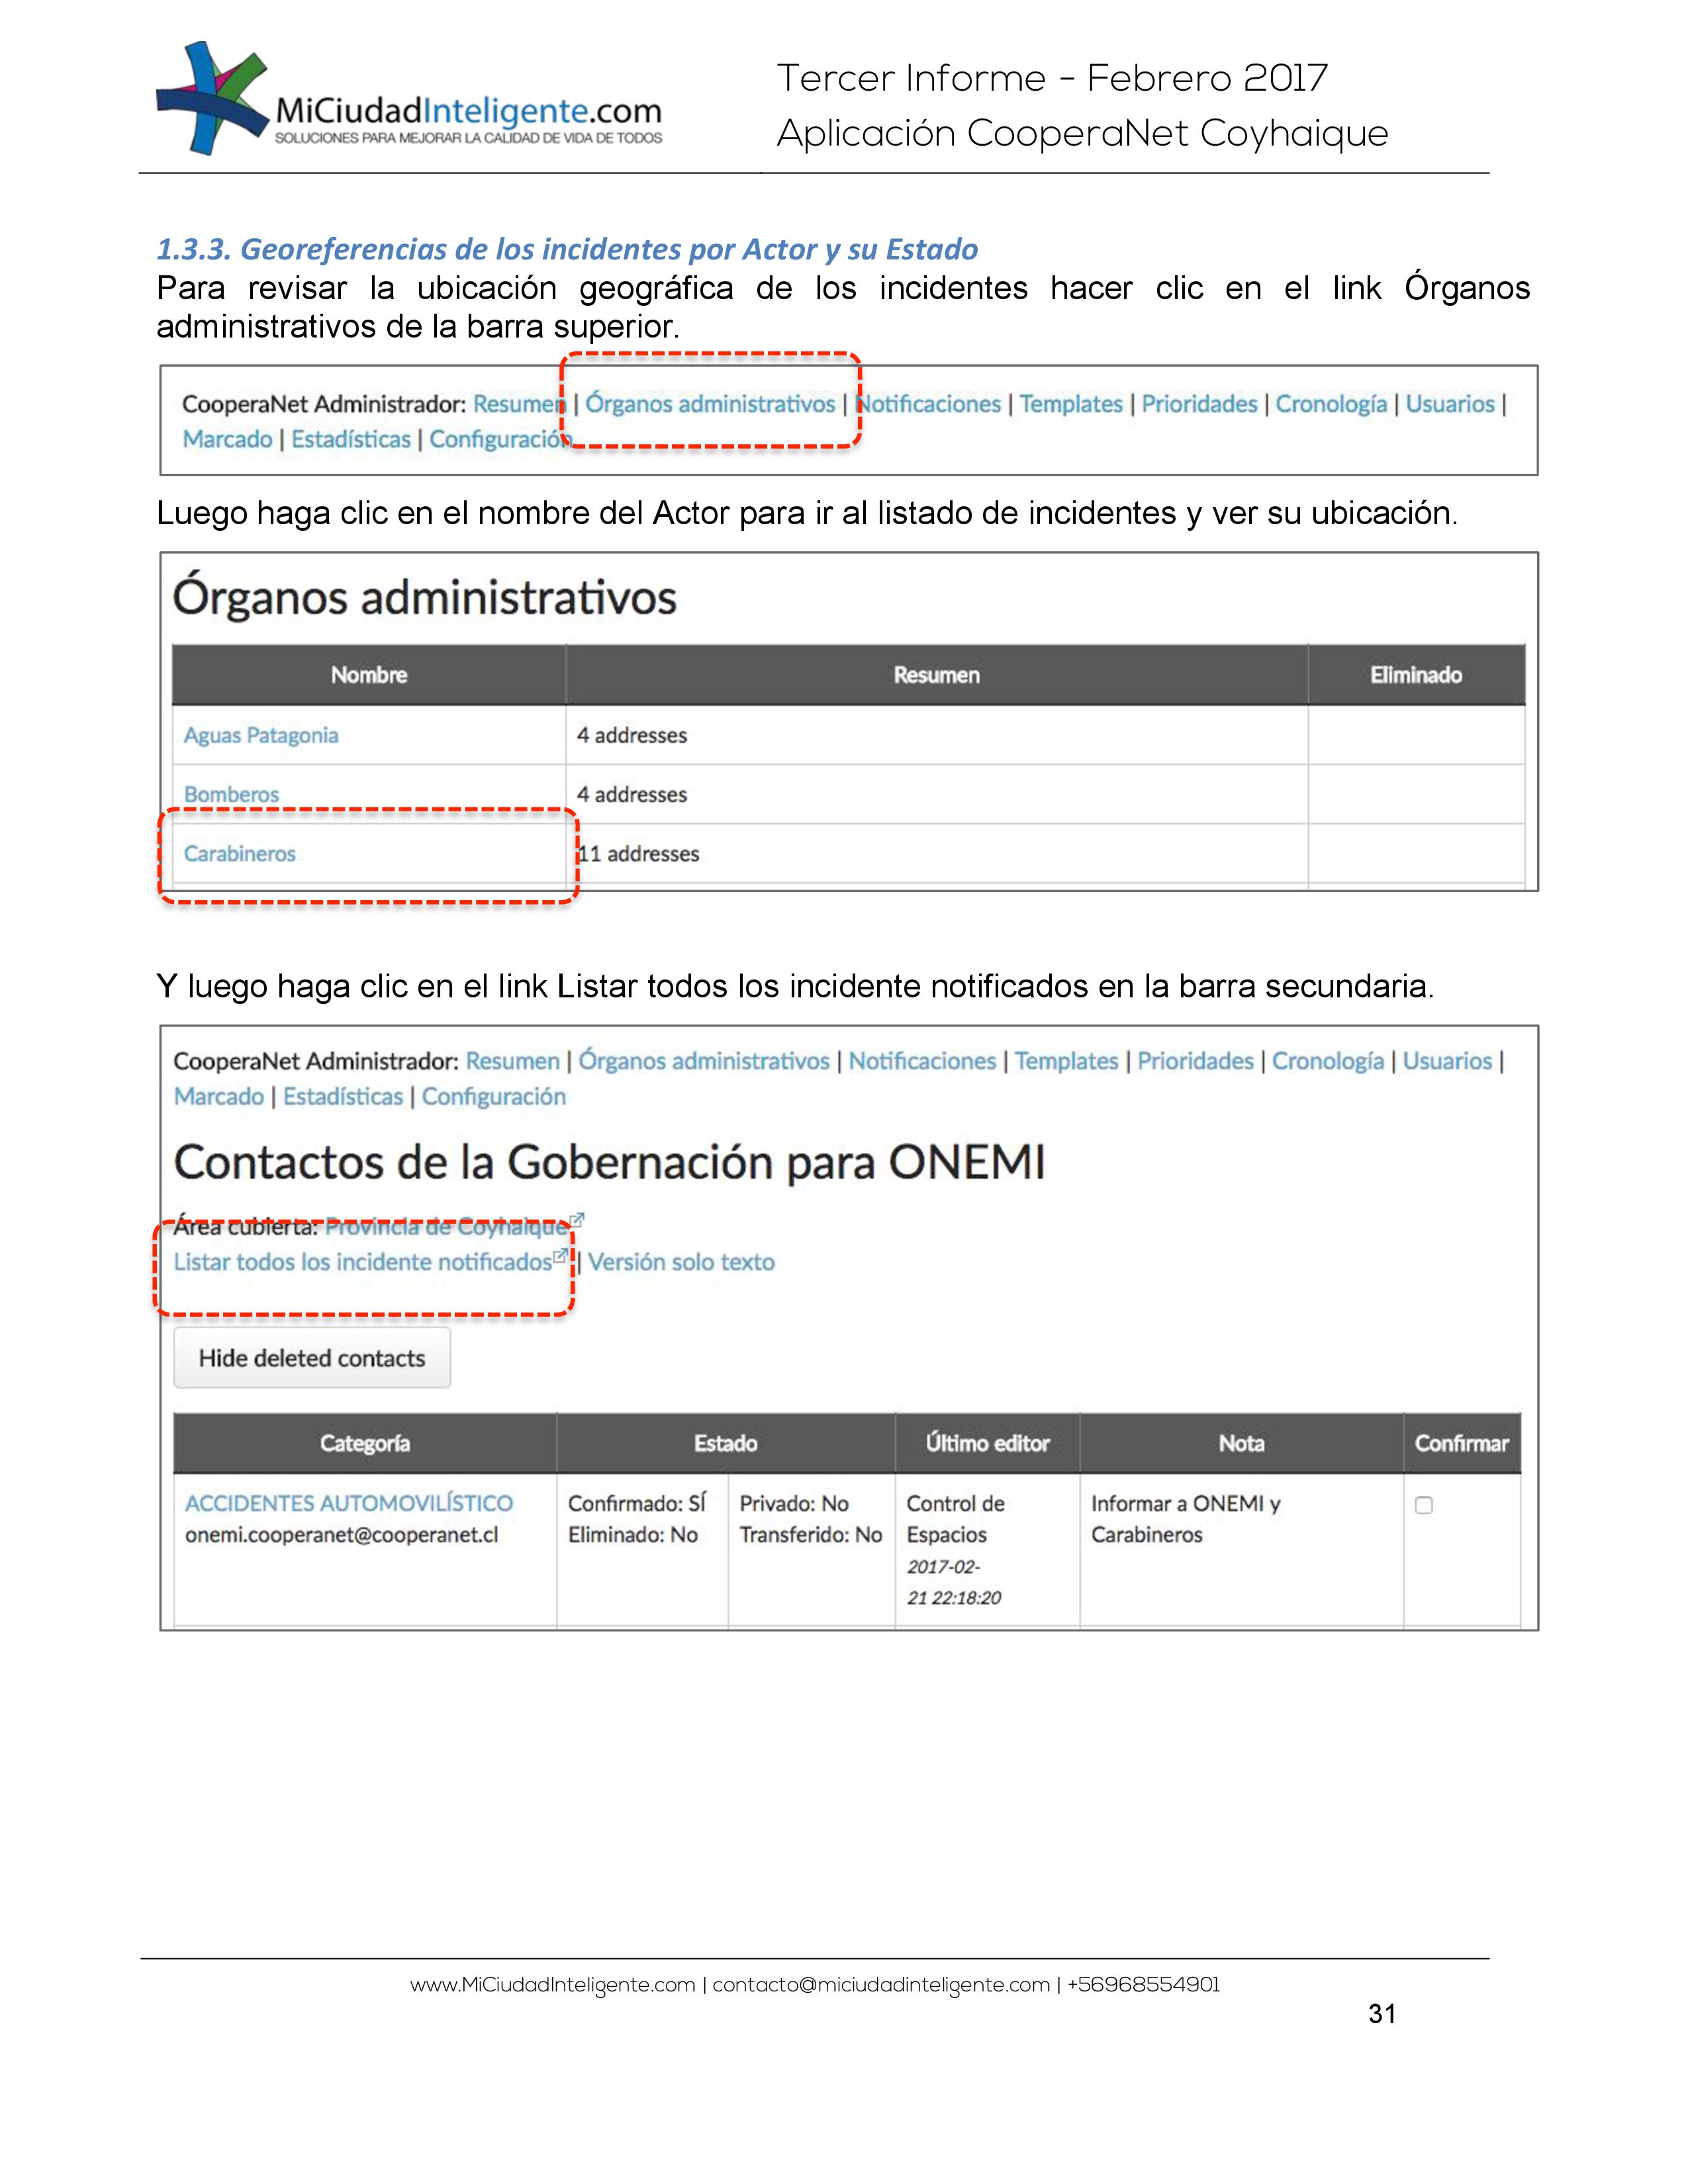 MiCiudadInteligente.com
SOLUCIONES PARA MEJORAR LA CALIDAD DE VIDA DE TODOS
Tercer Informe - Febrero 2017
Aplicación CooperaNet Coyhaique
1.3.3. Georeferencias de los incidentes por Actor y su Estado
Para revisar la ubicación geográfica de los incidentes hacer clic en el link Órganos
administrativos de la barra superior.
CooperaNet Administrador: Resumen | Órganos administrativos | Notificaciones | Templates | Prioridades | Cronología | Usuarios |
Marcado | Estadísticas | Configuración
Luego haga clic en el nombre del Actor para ir al listado de incidentes y ver su ubicación.
Órganos administrativos
Nombre Resumen Eliminado
Aguas Patagonia 4 addresses
Bomberos 4 addresses
Carabineros 11 addresses
Y luego haga clic en el link Listar todos los incidente notificados en la barra secundaria.
CooperaNet Administrador: Resumen | Órganos administrativos | Notificaciones | Templates | Prioridades | Cronología | Usuarios |
Marcado | Estadísticas | Configuración
Contactos de la Gobernación para ONEMI
Área cubierta: Provincia de Coyhaique
Listar todos los incidente notificados | Versión solo texto
Hide deleted contacts
Categoría Estado Último editor Nota Confirmar
ACCIDENTES AUTOMOVILÍSTICO Confirmado: SÍ Privado: No Control de Informar a ONEMI y
onemi.cooperanet@cooperanet.cl Eliminado: No Transferido: No Espacios Carabineros
2017-02-
21 22:18:20
www.MiCiudadInteligente.com | contacto@miciudadinteligente.com | +56968554901
31